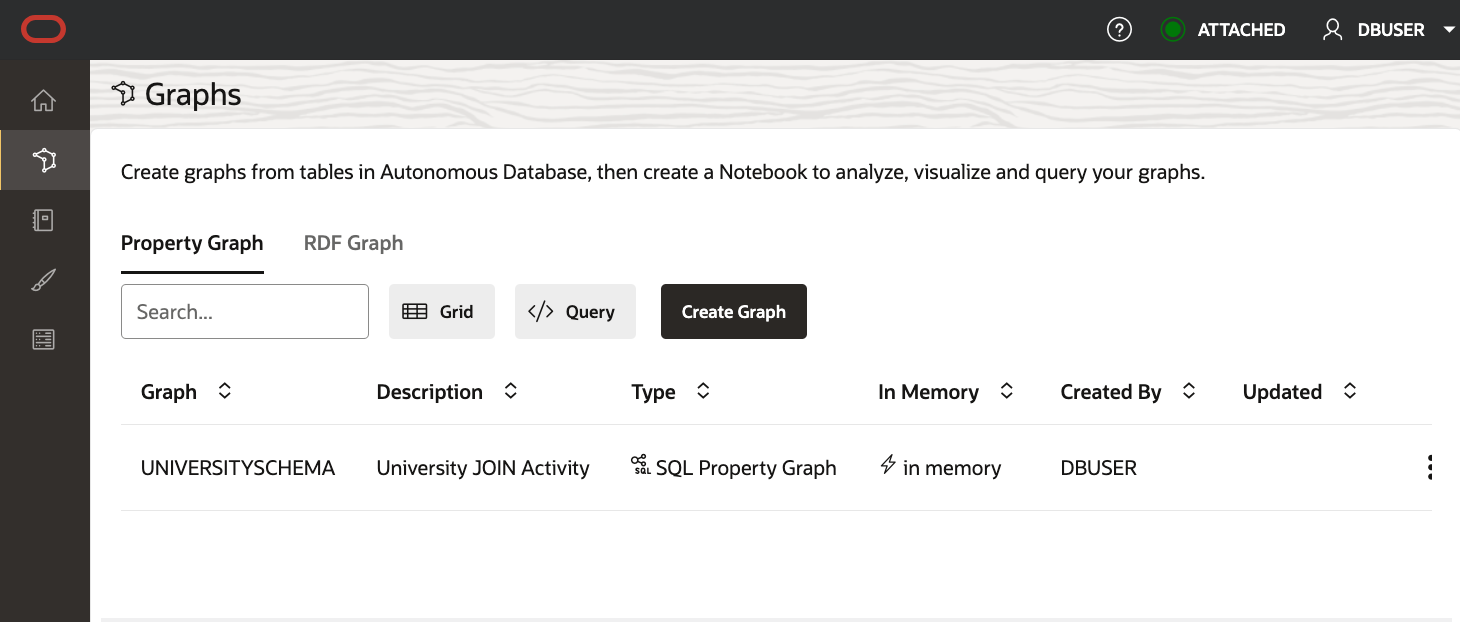 ATTACHED DBUSER
Graphs
Create graphs from tables in Autonomous Database, then create a Notebook to analyze, visualize and query your graphs.
Property Graph RDF Graph
Search... Grid </> Query Create Graph
Graph Description Type In Memory Created By Updated
UNIVERSITYSCHEMA University JOIN Activity SQL SQL Property Graph in memory DBUSER